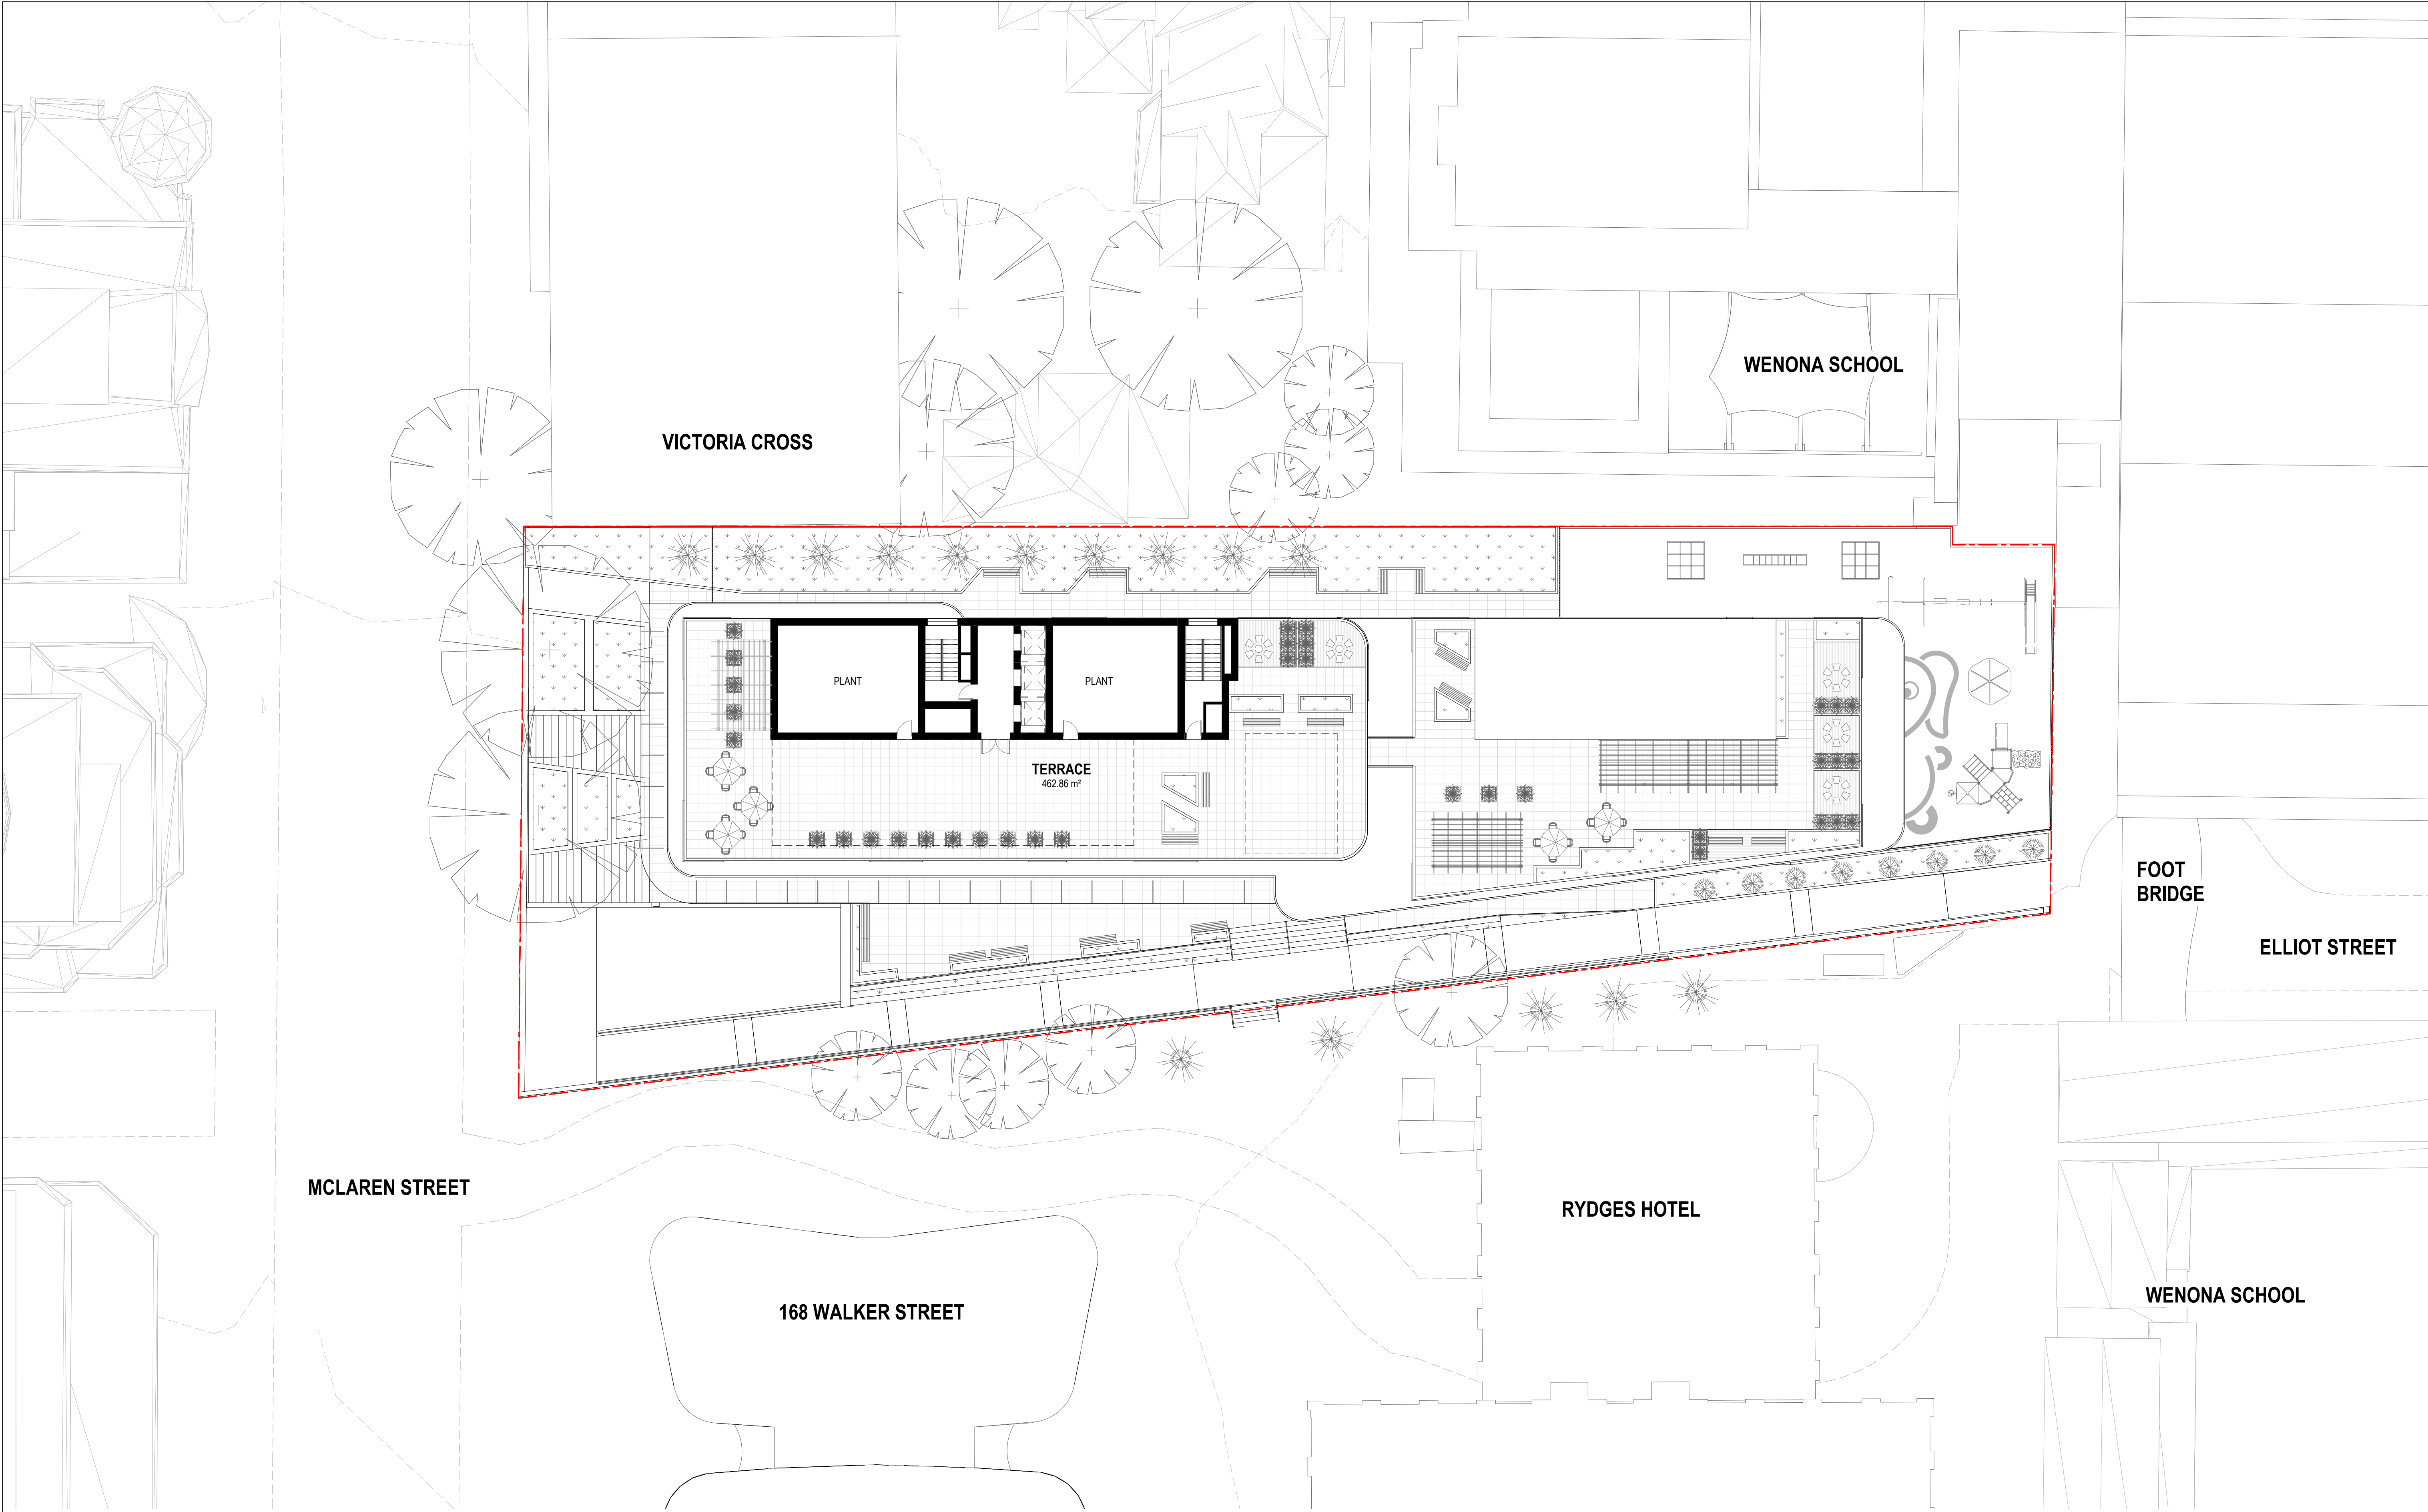 WENONA SCHOOL
VICTORIA CROSS
PLANT
PLANT
TERRACE
462.86 m²
FOOT
BRIDGE
ELLIOT STREET
MCLAREN STREET
RYDGES HOTEL
WENONA SCHOOL
168 WALKER STREET